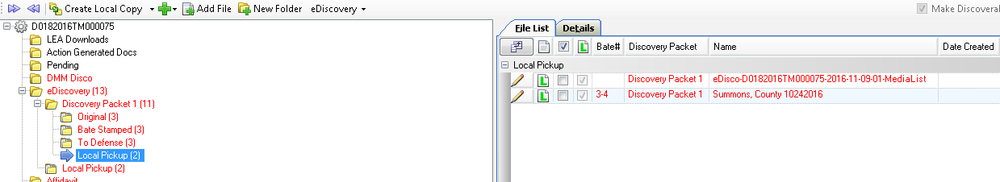 Create Local Copy Add File New Folder eDiscovery Make Discoverab
D0182016TM000075
LEA Downloads
Action Generated Docs
Pending
DMM Disco
eDiscovery (13)
Discovery Packet 1 (11)
Original (3)
Bate Stamped (3)
To Defense (3)
Local Pickup (2)
Local Pickup (2)
Affidavit
File List Details
Bate# Discovery Packet Name Date Created
Local Pickup
L Discovery Packet 1 eDisco-D0182016TM000075-2016-11-09-01-MediaList
L 3-4 Discovery Packet 1 Summons, County 10242016